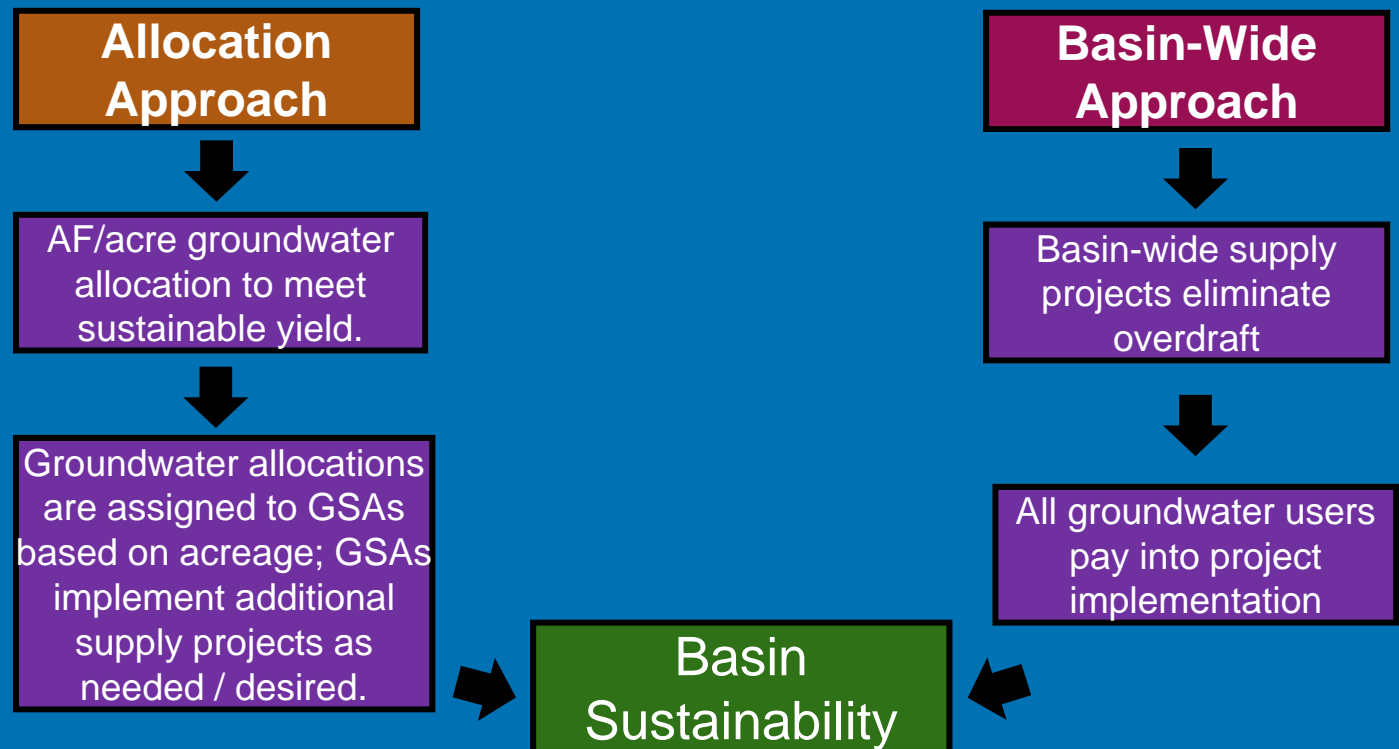 Allocation
Approach
AF/acre groundwater
allocation to meet
sustainable yield.
Groundwater allocations
are assigned to GSAs
based on acreage; GSAs
implement additional
supply projects as
needed / desired.
Basin-Wide
Approach
Basin-wide supply
projects eliminate
overdraft
All groundwater users
pay into project
implementation
Basin
Sustainability